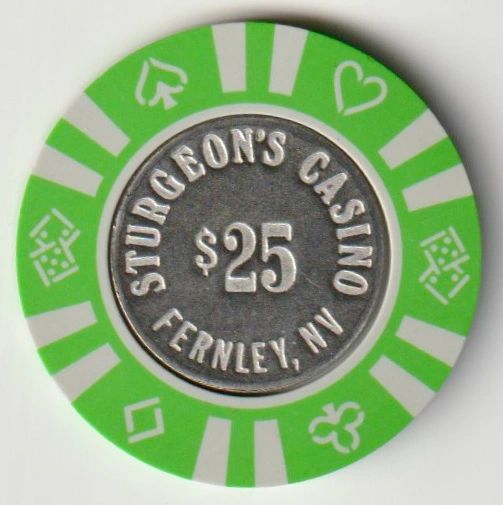 STURGEON'S CASINO
$25
FERNLEY, NV